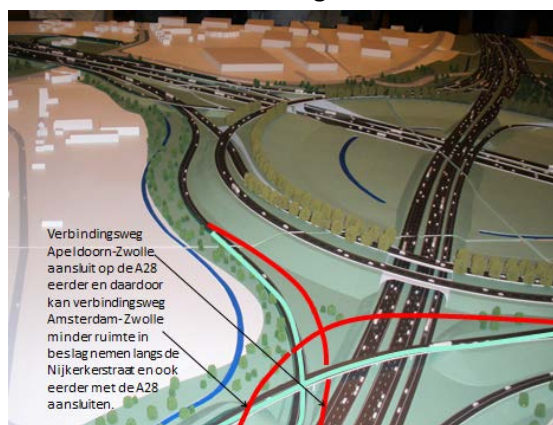 Verbindingsweg
Apeldoorn-Zwolle
aansluit op de A28
eerder en daardoor
kan verbindingsweg
Amsterdam-Zwolle
minder ruimte in
beslag nemen langs de
Nijkerkerstraat en ook
eerder met de A28
aansluiten.